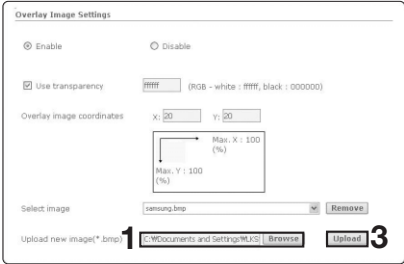 Overlay Image Settings
Enable Disable
Use transparency ffffff (RGB - white : ffffff, black : 000000)
Overlay image coordinates X: 20 Y: 20
Max. X : 100
(%)
Max. Y : 100
(%)
Select image samsung.bmp Remove
Upload new image(*.bmp) 1 C:₩Documents and Settings₩LKS| Browse Upload 3